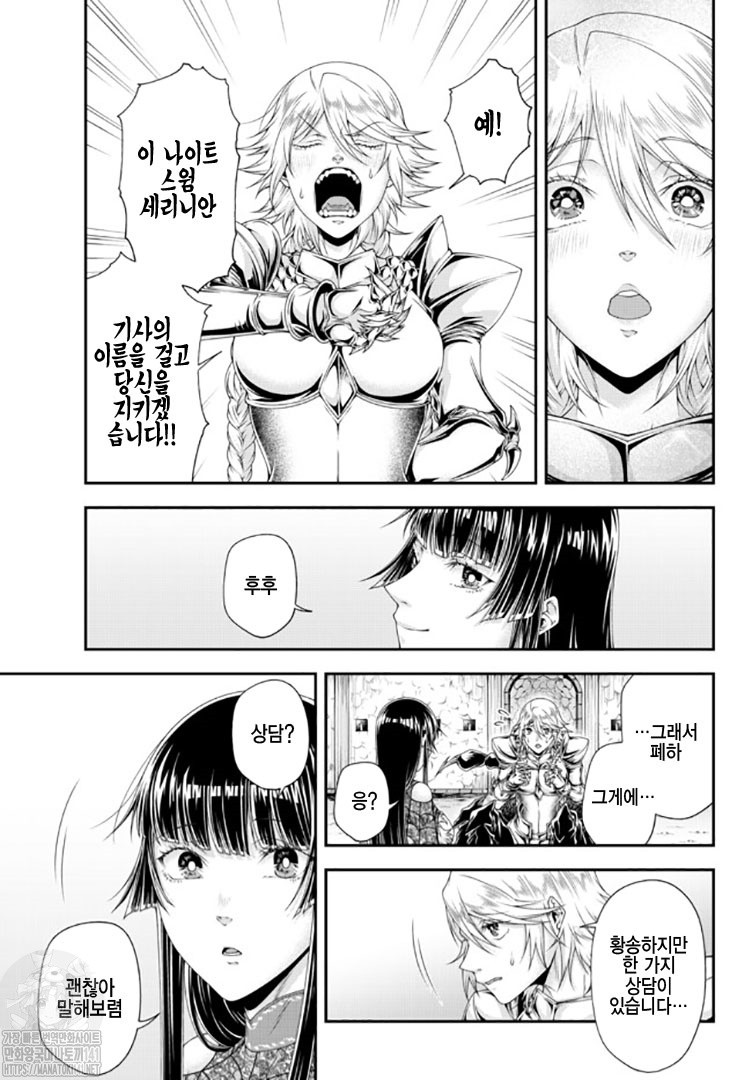 예!
이 나이트
스웜
세리니안
기사의
이름을 걸고
당신을
지키겠
습니다!!
후후
…그래서
폐하
그게에…
응?
황송하지만
한 가지
상담이
있습니다…
상담?
괜찮아
말해보렴
가장 빠른 번역만화사이트
만화왕국마나토끼141
HTTPS://MANATOKI141.NET